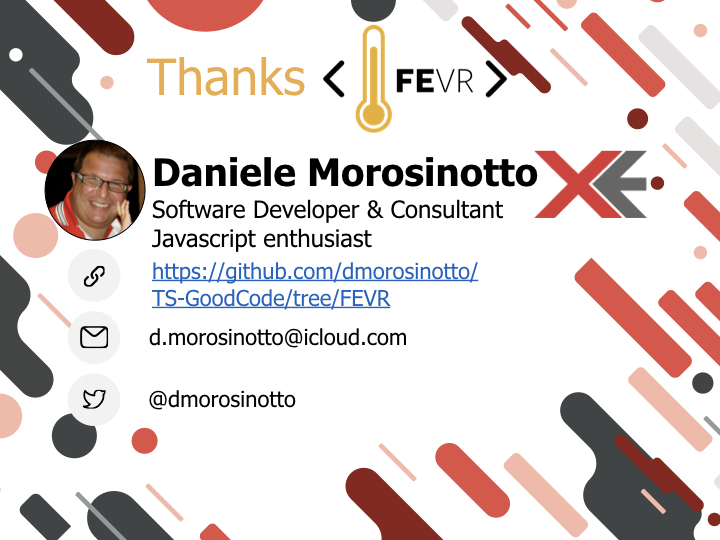 Thanks < FEVR >
Daniele Morosinotto
XE
Software Developer & Consultant
Javascript enthusiast
https://github.com/dmorosinotto/
TS-GoodCode/tree/FEVR
d.morosinotto@icloud.com
@dmorosinotto